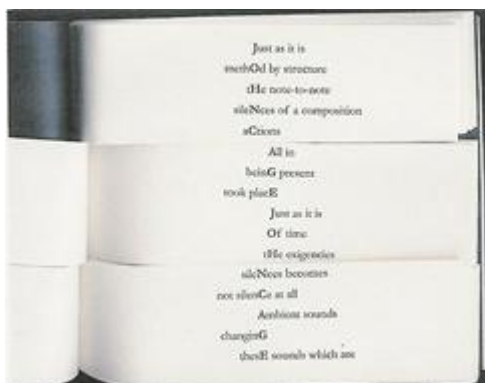 Just as it is
methOd by structure
tHe note-to-note
sileNces of a composition
aCtions
All in
beinG present
took placE
Just as it is
Of time
tHe exigencies
sileNces becomes
not silenCe at all
Ambient sounds
changinG
thesE sounds which are